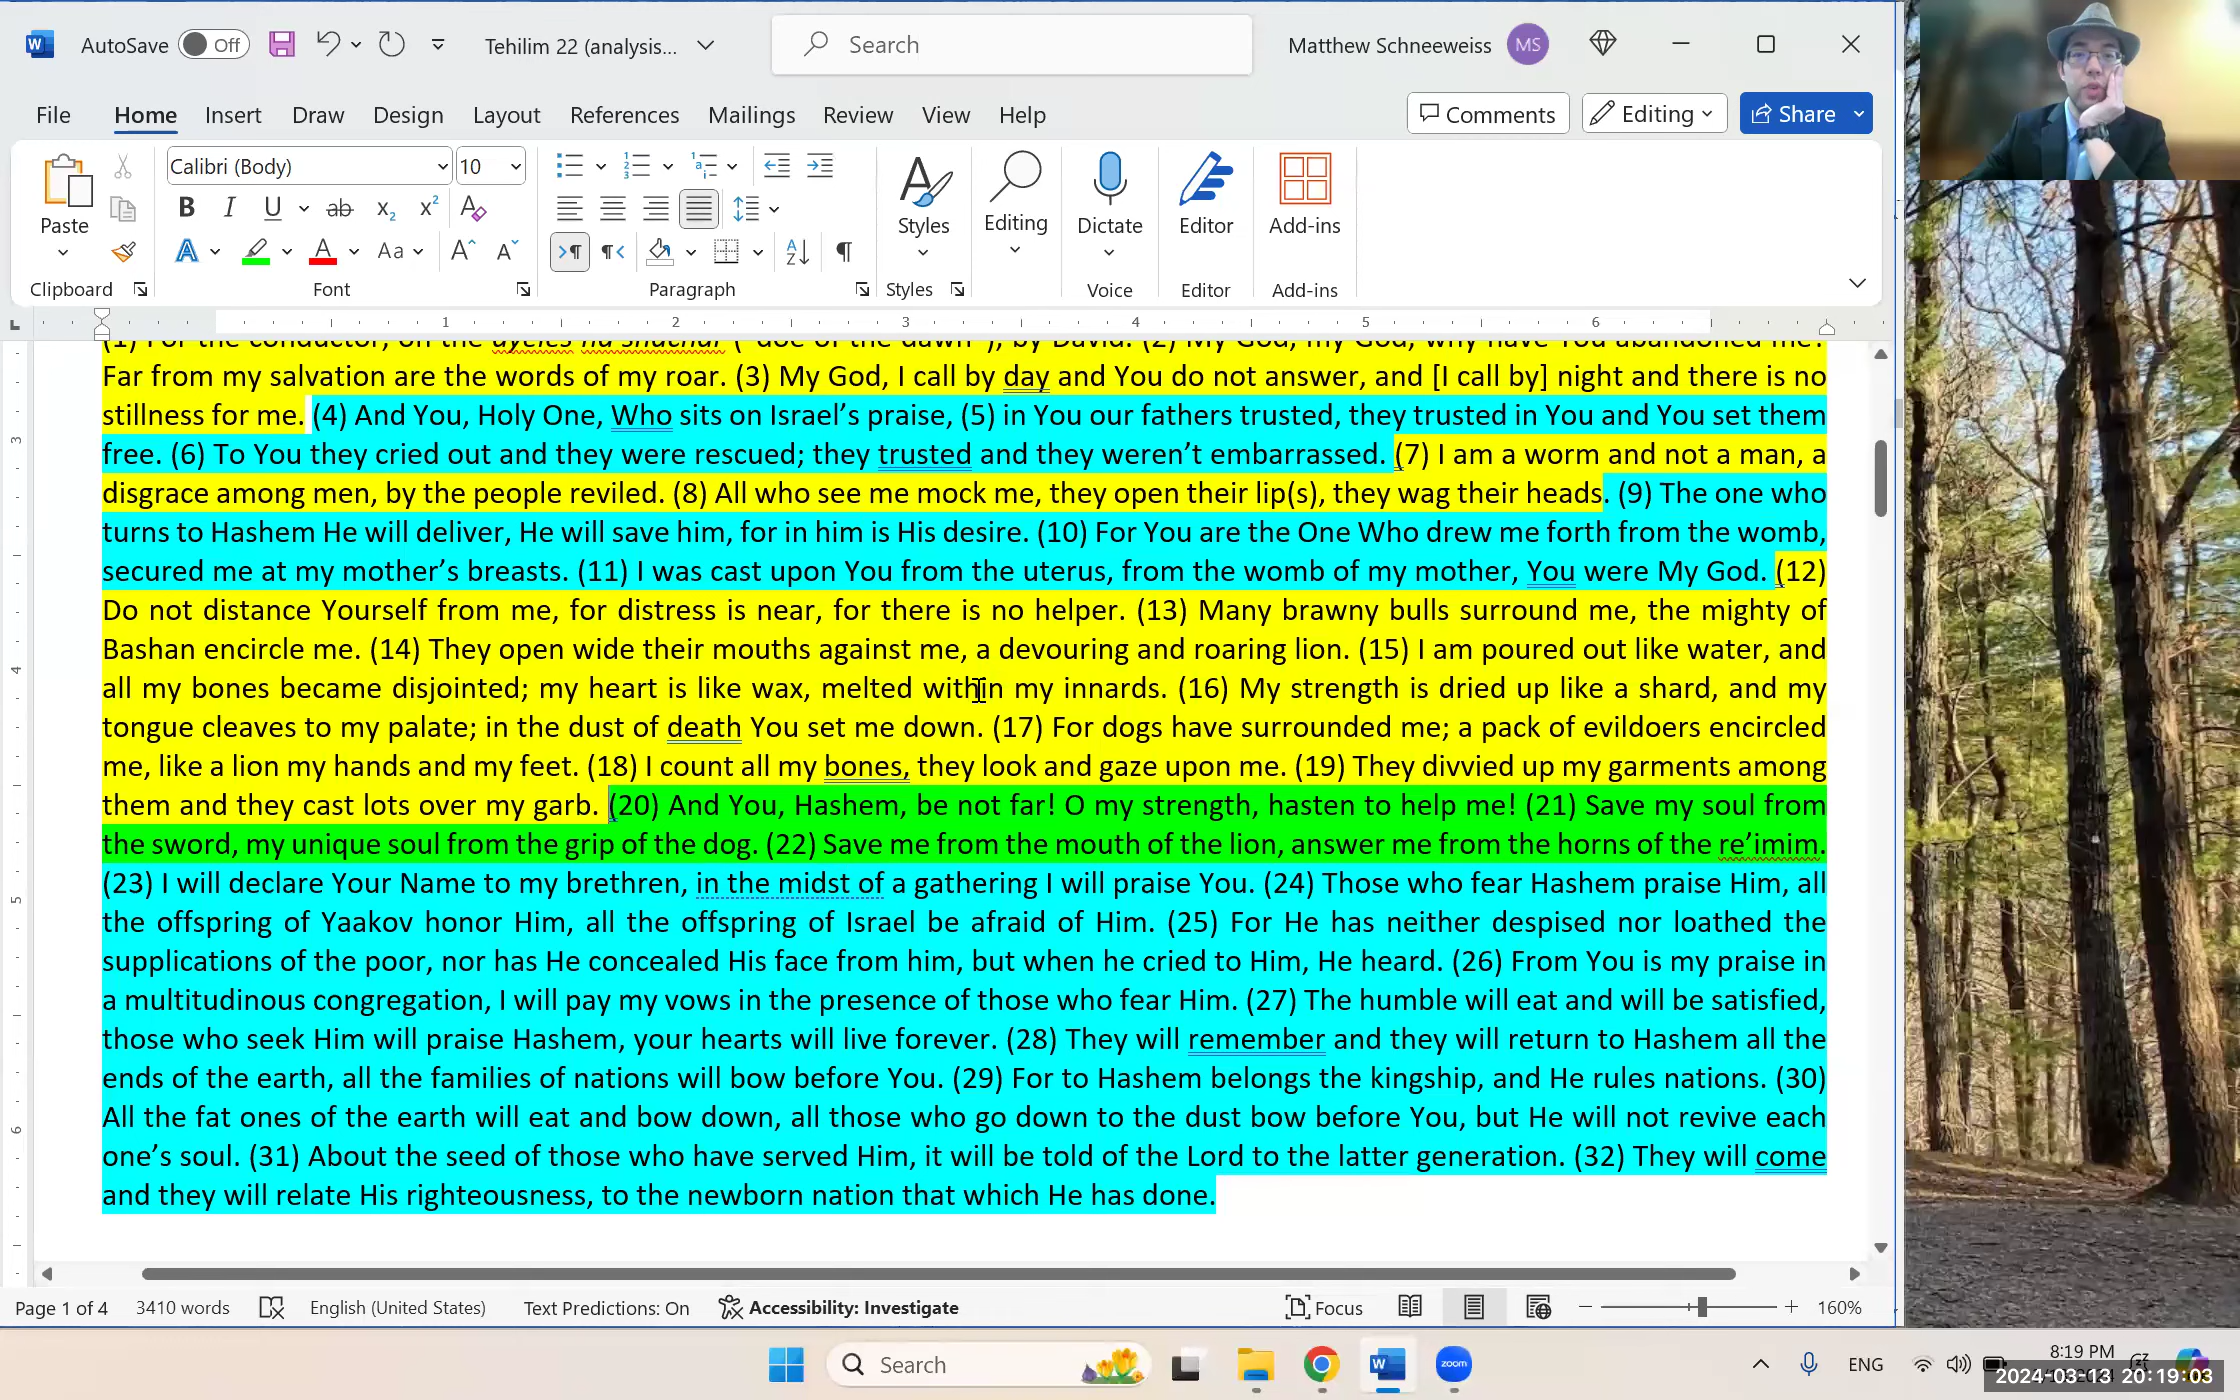 AutoSave Off Tehilim 22 (analysis... Search Matthew Schneeweiss MS
File Home Insert Draw Design Layout References Mailings Review View Help Comments Editing Share
Calibri (Body) 10
Paste Styles Editing Dictate Editor Add-ins
Clipboard Font Paragraph Styles Voice Editor Add-ins
1 2 3 4 5 6
(1) For the conductor, on the ayeles ha'shachar ("doe of the dawn"), by David. (2) My God, my God, why have You abandoned me?
Far from my salvation are the words of my roar. (3) My God, I call by day and You do not answer, and [I call by] night and there is no
stillness for me. (4) And You, Holy One, Who sits on Israel's praise, (5) in You our fathers trusted, they trusted in You and You set them
free. (6) To You they cried out and they were rescued; they trusted and they weren't embarrassed. (7) I am a worm and not a man, a
disgrace among men, by the people reviled. (8) All who see me mock me, they open their lip(s), they wag their heads. (9) The one who
turns to Hashem He will deliver, He will save him, for in him is His desire. (10) For You are the One Who drew me forth from the womb,
secured me at my mother's breasts. (11) I was cast upon You from the uterus, from the womb of my mother, You were My God. (12)
Do not distance Yourself from me, for distress is near, for there is no helper. (13) Many brawny bulls surround me, the mighty of
Bashan encircle me. (14) They open wide their mouths against me, a devouring and roaring lion. (15) I am poured out like water, and
all my bones became disjointed; my heart is like wax, melted within my innards. (16) My strength is dried up like a shard, and my
tongue cleaves to my palate; in the dust of death You set me down. (17) For dogs have surrounded me; a pack of evildoers encircled
me, like a lion my hands and my feet. (18) I count all my bones, they look and gaze upon me. (19) They divvied up my garments among
them and they cast lots over my garb. (20) And You, Hashem, be not far! O my strength, hasten to help me! (21) Save my soul from
the sword, my unique soul from the grip of the dog. (22) Save me from the mouth of the lion, answer me from the horns of the re'imim.
(23) I will declare Your Name to my brethren, in the midst of a gathering I will praise You. (24) Those who fear Hashem praise Him, all
the offspring of Yaakov honor Him, all the offspring of Israel be afraid of Him. (25) For He has neither despised nor loathed the
supplications of the poor, nor has He concealed His face from him, but when he cried to Him, He heard. (26) From You is my praise in
a multitudinous congregation, I will pay my vows in the presence of those who fear Him. (27) The humble will eat and will be satisfied,
those who seek Him will praise Hashem, your hearts will live forever. (28) They will remember and they will return to Hashem all the
ends of the earth, all the families of nations will bow before You. (29) For to Hashem belongs the kingship, and He rules nations. (30)
All the fat ones of the earth will eat and bow down, all those who go down to the dust bow before You, but He will not revive each
one's soul. (31) About the seed of those who have served Him, it will be told of the Lord to the latter generation. (32) They will come
and they will relate His righteousness, to the newborn nation that which He has done.
Page 1 of 4 3410 words English (United States) Text Predictions: On Accessibility: Investigate Focus 160%
Search zoom ENG 8:19 PM
2024-03-13 20:19:03